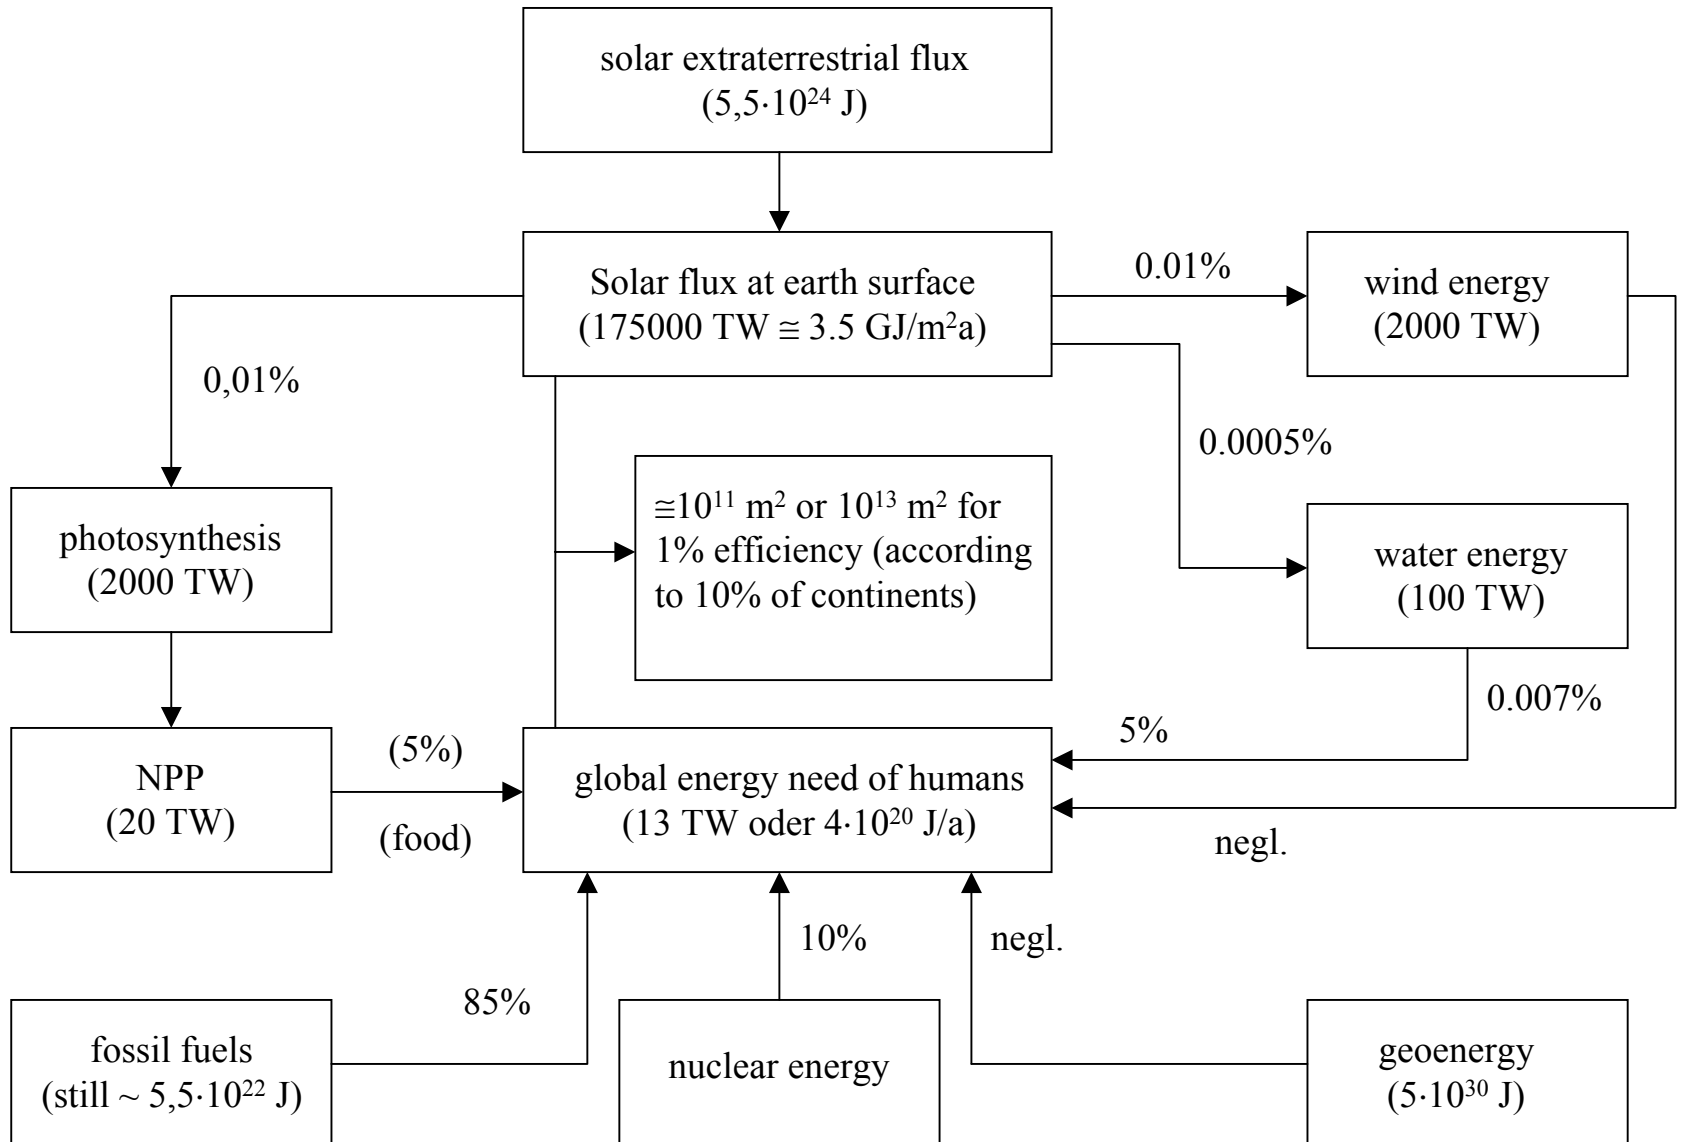 solar extraterrestrial flux
(5,5·10²⁴ J)
Solar flux at earth surface
(175000 TW ≅ 3.5 GJ/m²a)
0.01%
wind energy
(2000 TW)
0,01%
0.0005%
≅10¹¹ m² or 10¹³ m² for
1% efficiency (according
to 10% of continents)
photosynthesis
(2000 TW)
water energy
(100 TW)
0.007%
5%
(5%)
NPP
(20 TW)
global energy need of humans
(13 TW oder 4·10²⁰ J/a)
(food)
negl.
10%
negl.
85%
fossil fuels
(still ~ 5,5·10²² J)
nuclear energy
geoenergy
(5·10³⁰ J)